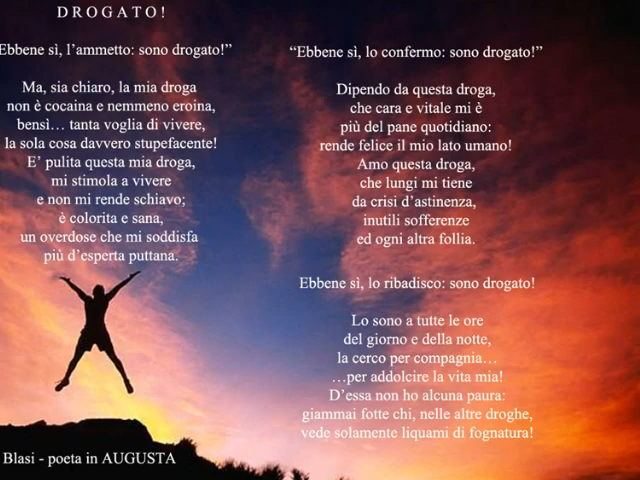 D R O G A T O !
Ebbene sì, l’ammetto: sono drogato!”
Ma, sia chiaro, la mia droga
non è cocaina e nemmeno eroina,
bensì… tanta voglia di vivere,
la sola cosa davvero stupefacente!
E’ pulita questa mia droga,
mi stimola a vivere
e non mi rende schiavo;
è colorita e sana,
un overdose che mi soddisfa
più d’esperta puttana.
“Ebbene sì, lo confermo: sono drogato!”
Dipendo da questa droga,
che cara e vitale mi è
più del pane quotidiano:
rende felice il mio lato umano!
Amo questa droga,
che lungi mi tiene
da crisi d’astinenza,
inutili sofferenze
ed ogni altra follia.
Ebbene sì, lo ribadisco: sono drogato!
Lo sono a tutte le ore
del giorno e della notte,
la cerco per compagnia…
…per addolcire la vita mia!
D’essa non ho alcuna paura:
giammai fotte chi, nelle altre droghe,
vede solamente liquami di fognatura!
Blasi - poeta in AUGUSTA